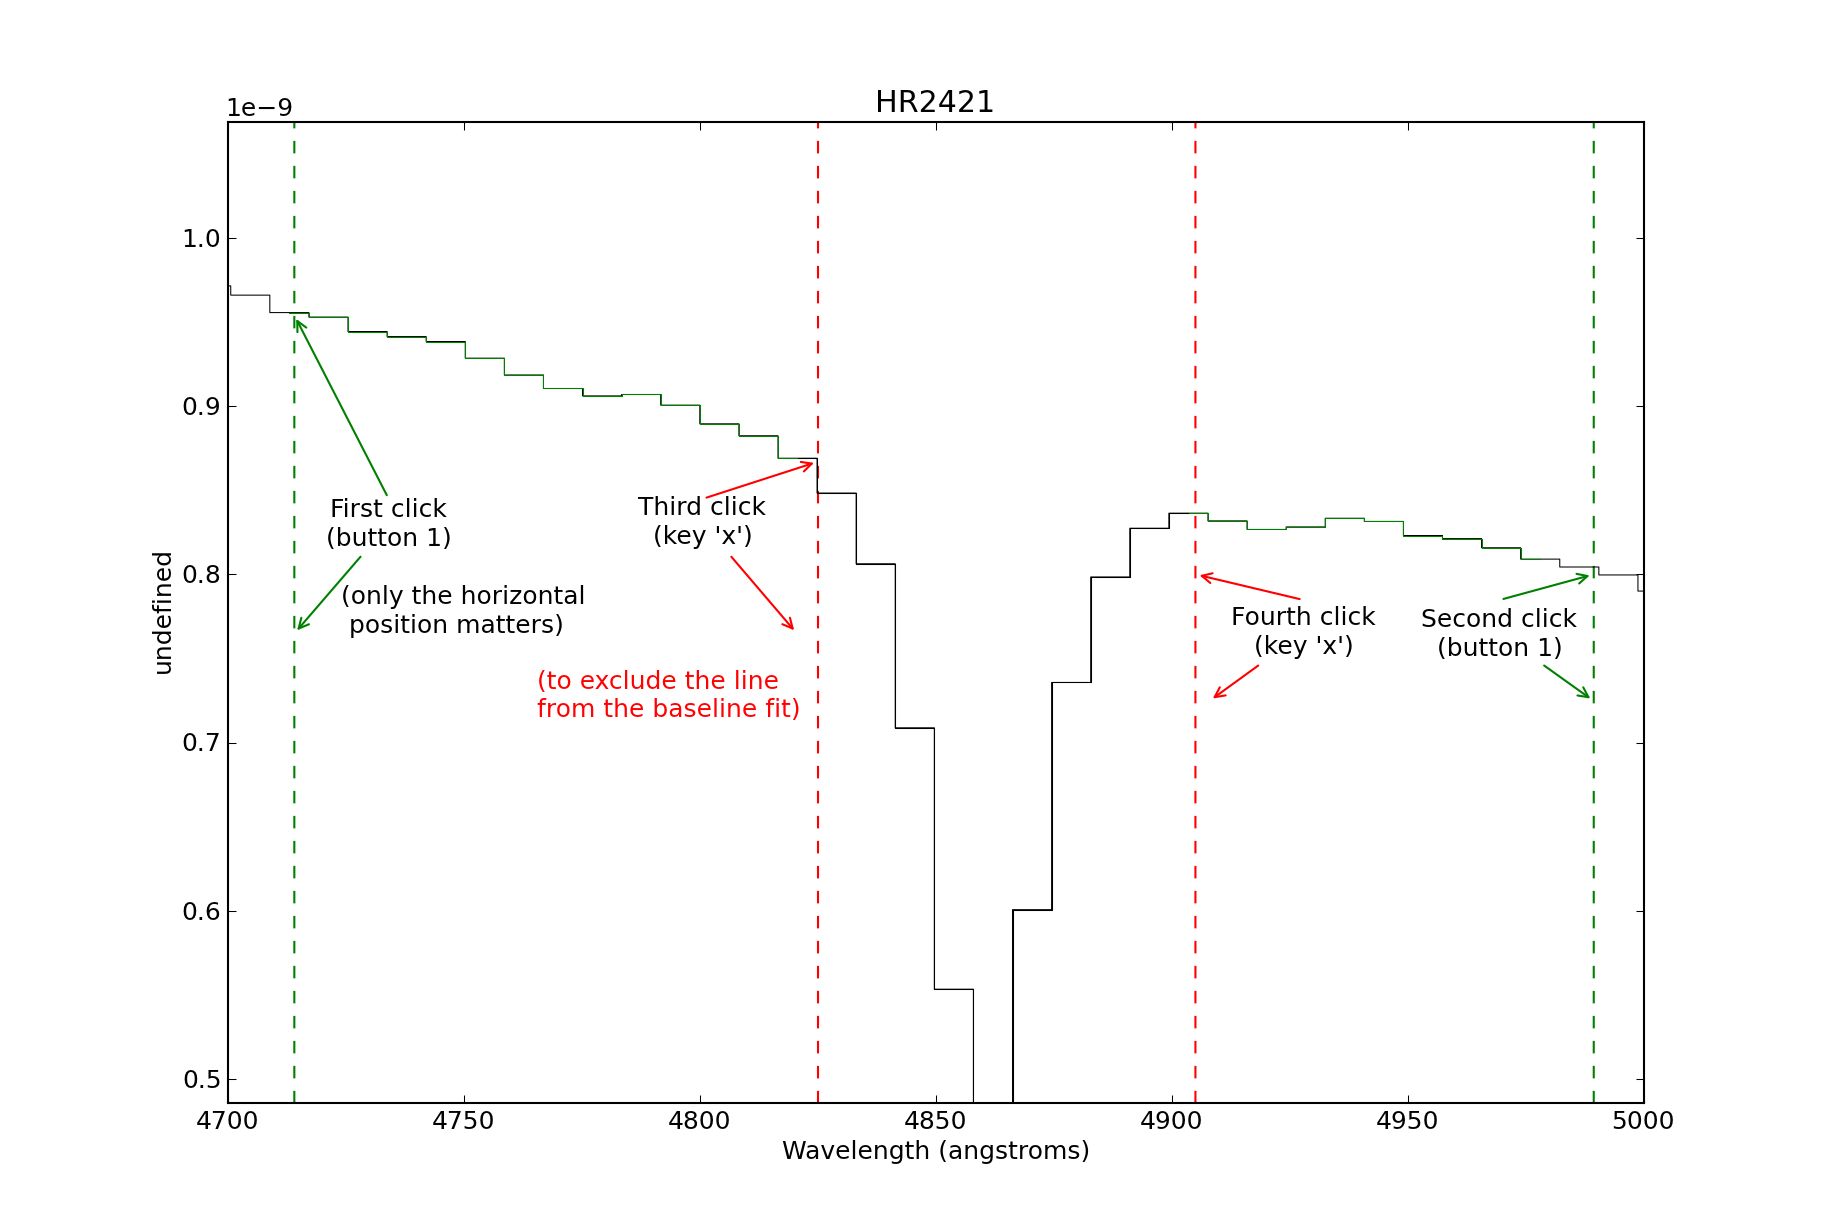 HR2421
1e−9
1.0
0.9
0.8
0.7
0.6
0.5
undefined
First click
(button 1)
(only the horizontal
position matters)
Third click
(key 'x')
(to exclude the line
from the baseline fit)
Fourth click
(key 'x')
Second click
(button 1)
4700 4750 4800 4850 4900 4950 5000
Wavelength (angstroms)